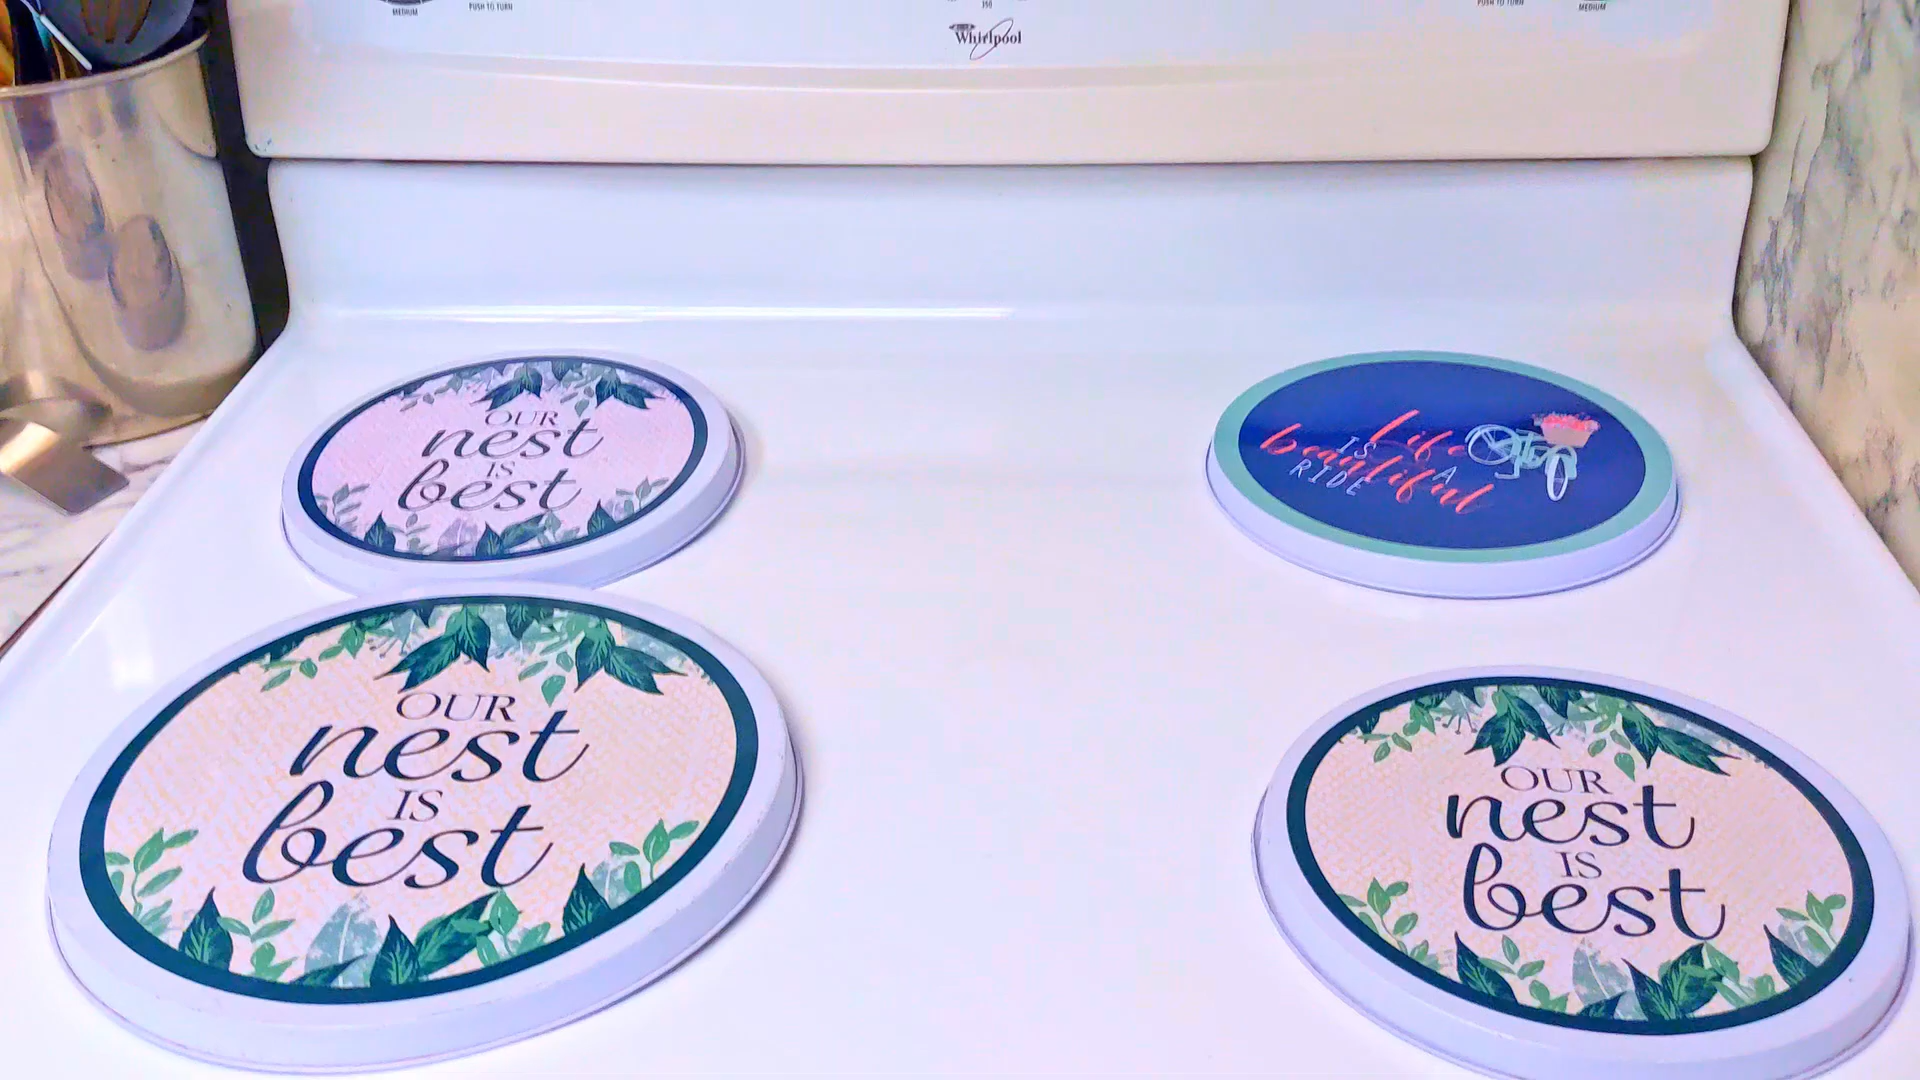 MEDIUM
PUSH TO TURN
350
Whirlpool
PUSH TO TURN
MEDIUM
OUR
nest
IS
best
life
IS A
beautiful
RIDE
OUR
nest
IS
best
OUR
nest
IS
best